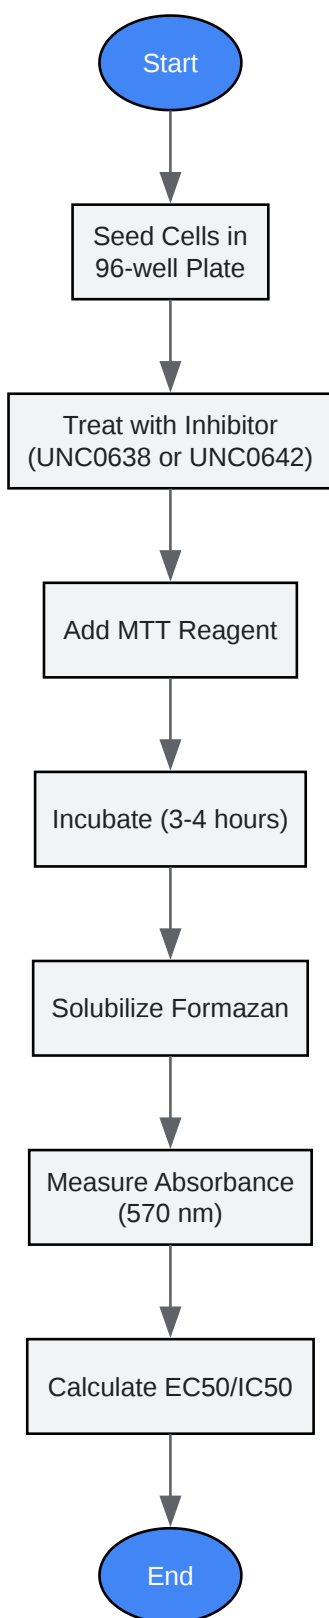 Start
Seed Cells in
96-well Plate
Treat with Inhibitor
(UNC0638 or UNC0642)
Add MTT Reagent
Incubate (3-4 hours)
Solubilize Formazan
Measure Absorbance
(570 nm)
Calculate EC50/IC50
End